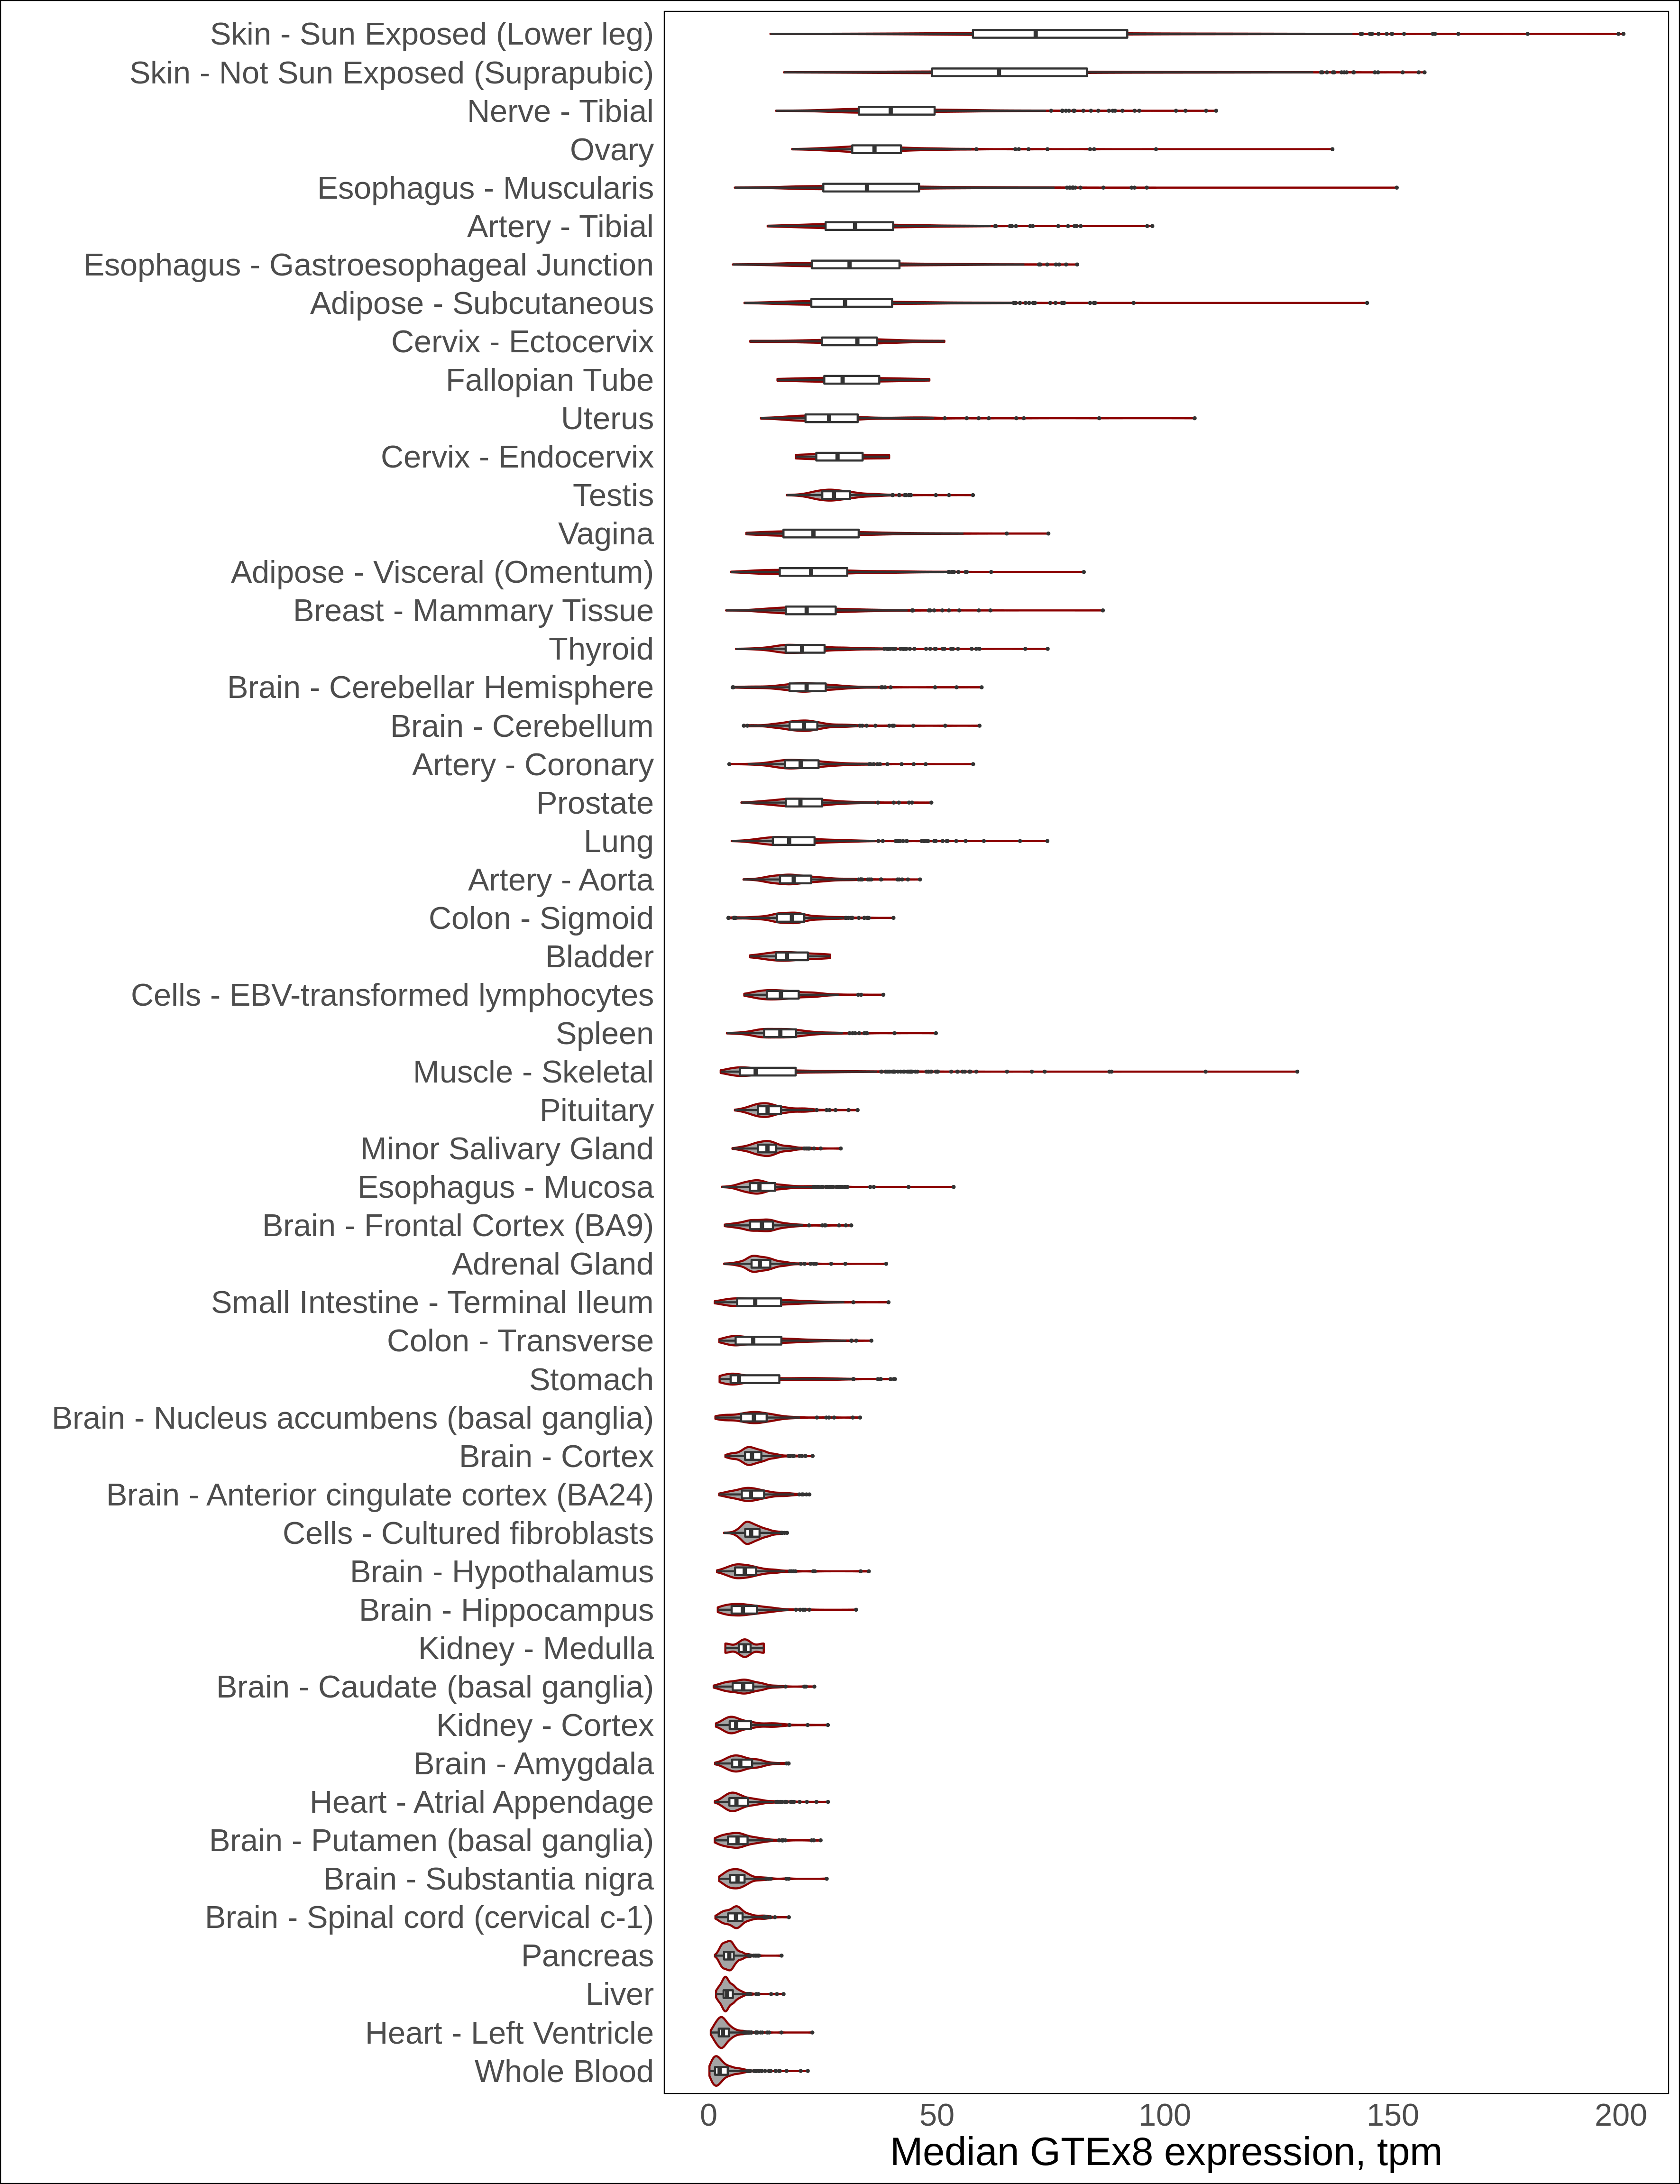 Skin - Sun Exposed (Lower leg)
Skin - Not Sun Exposed (Suprapubic)
Nerve - Tibial
Ovary
Esophagus - Muscularis
Artery - Tibial
Esophagus - Gastroesophageal Junction
Adipose - Subcutaneous
Cervix - Ectocervix
Fallopian Tube
Uterus
Cervix - Endocervix
Testis
Vagina
Adipose - Visceral (Omentum)
Breast - Mammary Tissue
Thyroid
Brain - Cerebellar Hemisphere
Brain - Cerebellum
Artery - Coronary
Prostate
Lung
Artery - Aorta
Colon - Sigmoid
Bladder
Cells - EBV-transformed lymphocytes
Spleen
Muscle - Skeletal
Pituitary
Minor Salivary Gland
Esophagus - Mucosa
Brain - Frontal Cortex (BA9)
Adrenal Gland
Small Intestine - Terminal Ileum
Colon - Transverse
Stomach
Brain - Nucleus accumbens (basal ganglia)
Brain - Cortex
Brain - Anterior cingulate cortex (BA24)
Cells - Cultured fibroblasts
Brain - Hypothalamus
Brain - Hippocampus
Kidney - Medulla
Brain - Caudate (basal ganglia)
Kidney - Cortex
Brain - Amygdala
Heart - Atrial Appendage
Brain - Putamen (basal ganglia)
Brain - Substantia nigra
Brain - Spinal cord (cervical c-1)
Pancreas
Liver
Heart - Left Ventricle
Whole Blood
0 50 100 150 200
Median GTEx8 expression, tpm